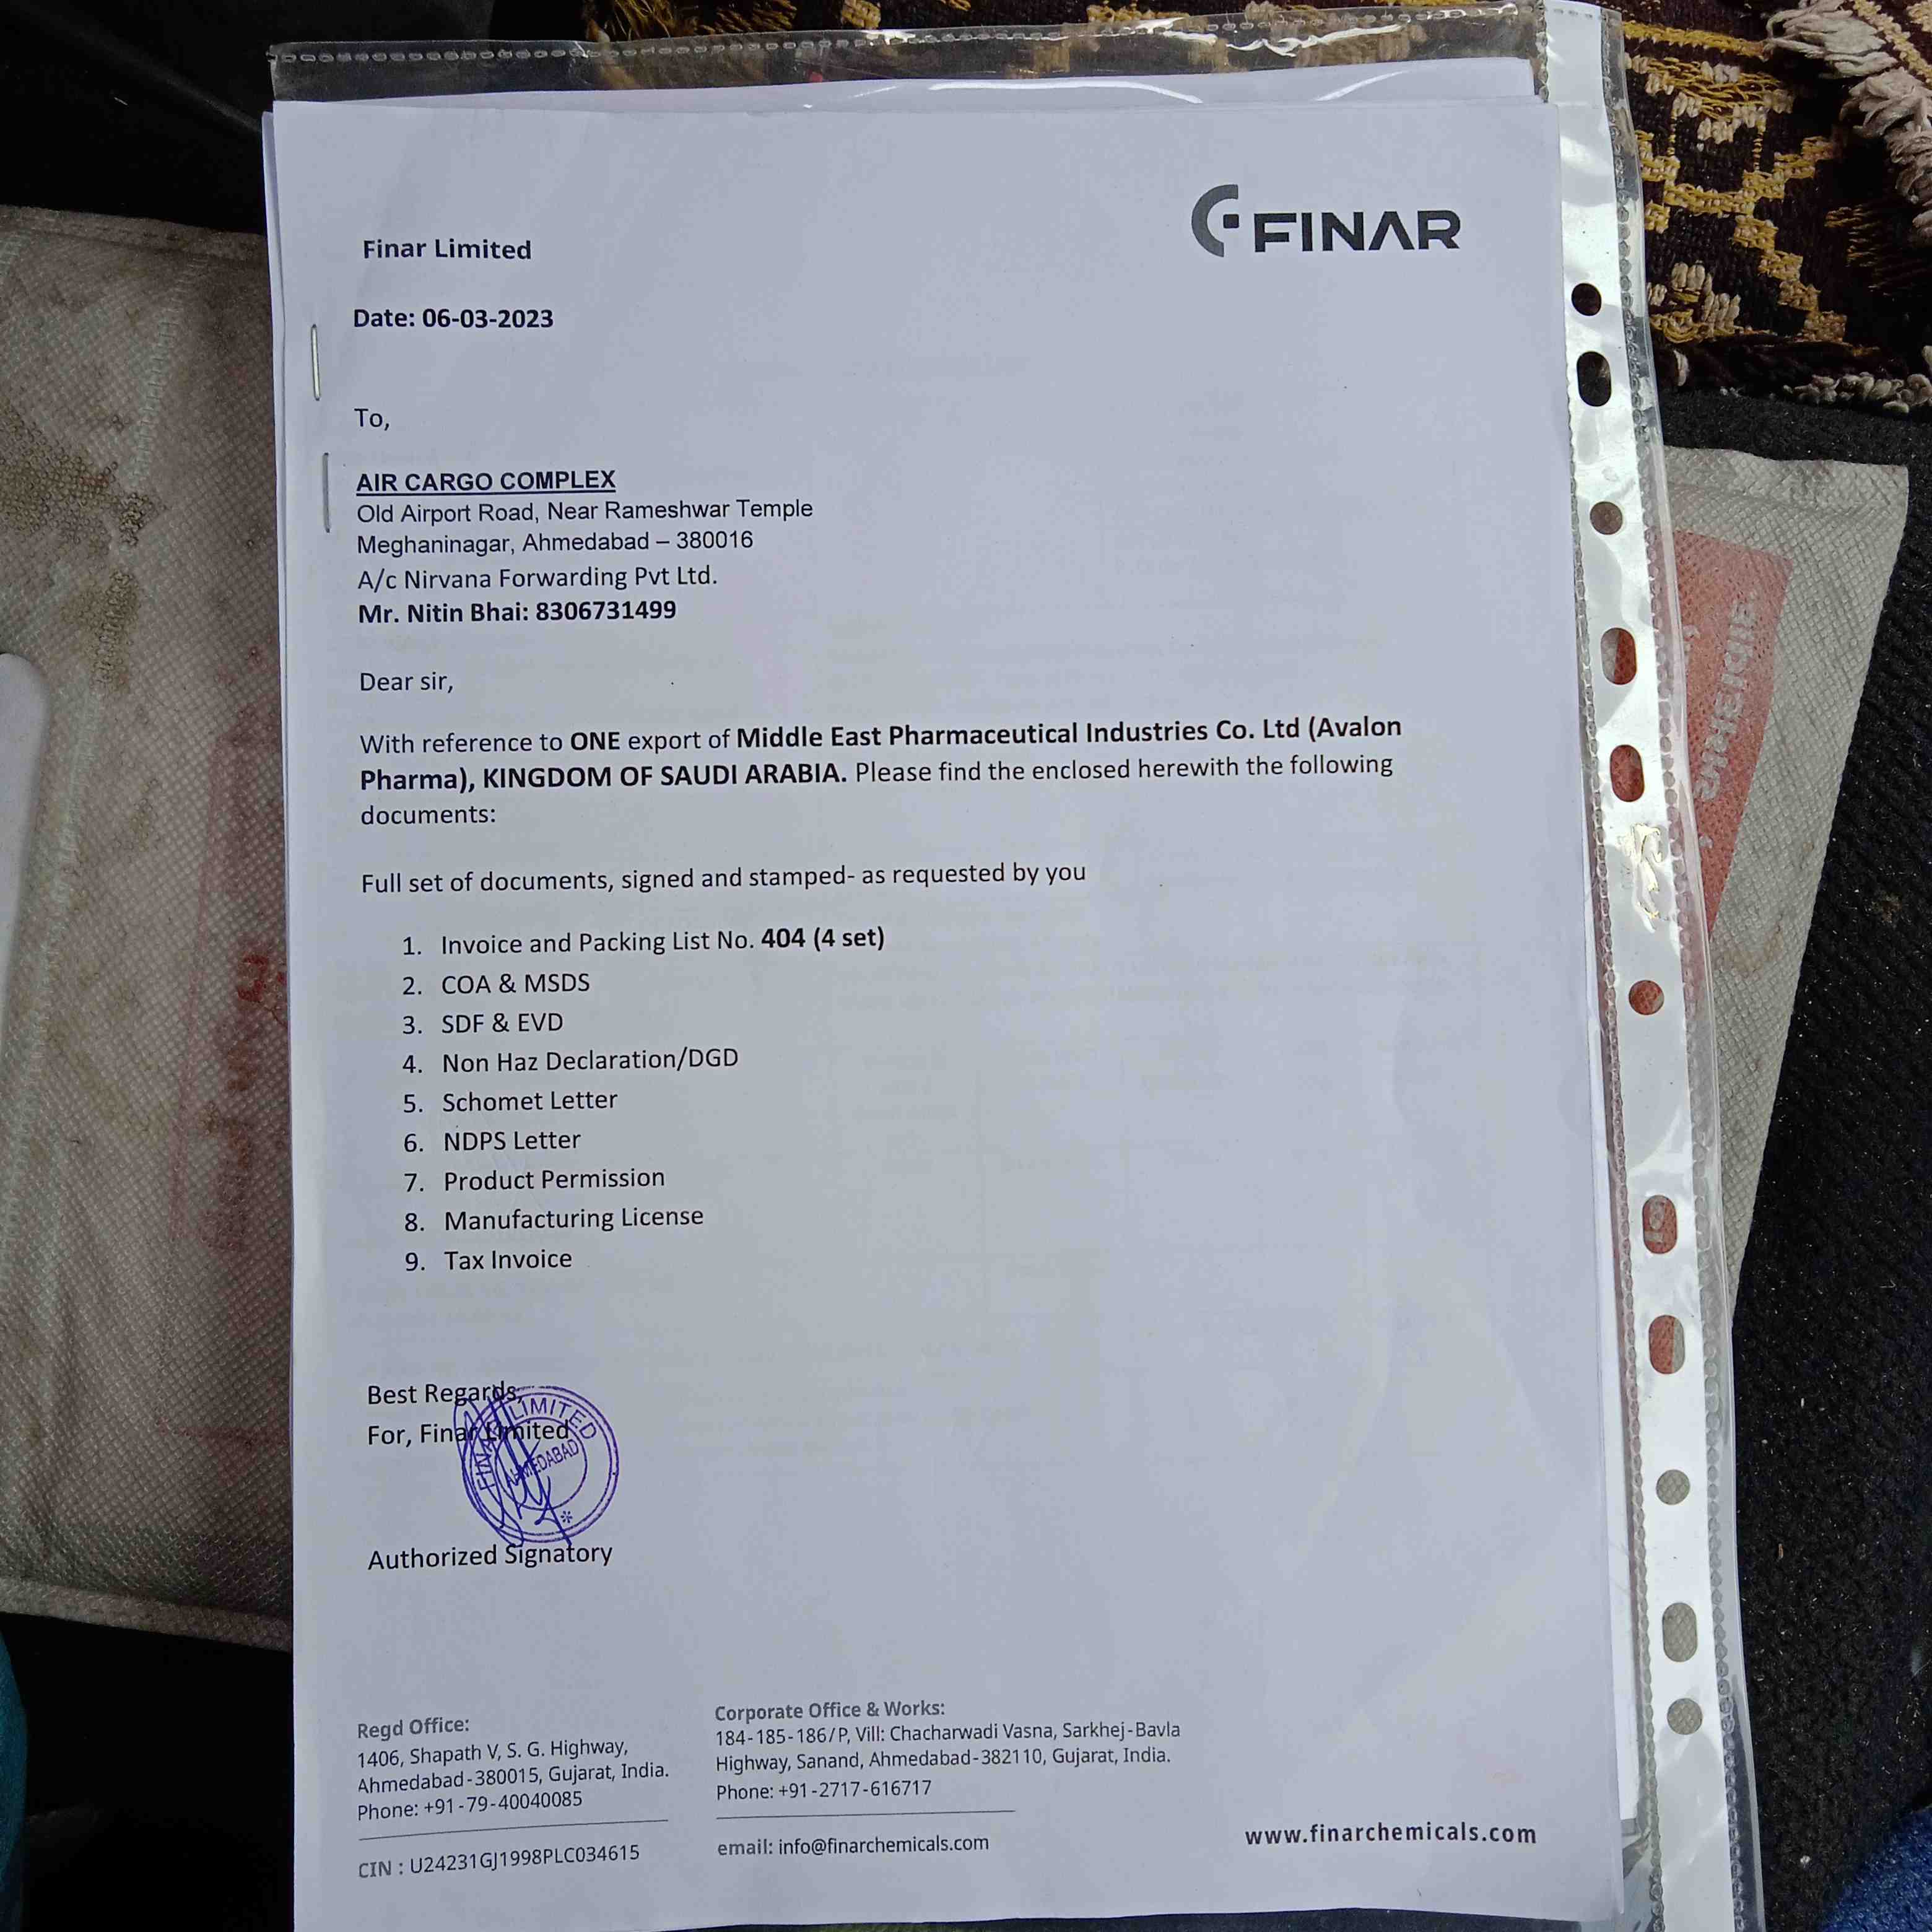 FINAR
Finar Limited
Date: 06-03-2023
To,
AIR CARGO COMPLEX
Old Airport Road, Near Rameshwar Temple
Meghaninagar, Ahmedabad – 380016
A/c Nirvana Forwarding Pvt Ltd.
Mr. Nitin Bhai: 8306731499
Dear sir,
With reference to ONE export of Middle East Pharmaceutical Industries Co. Ltd (Avalon
Pharma), KINGDOM OF SAUDI ARABIA. Please find the enclosed herewith the following
documents:
Full set of documents, signed and stamped- as requested by you
1. Invoice and Packing List No. 404 (4 set)
2. COA & MSDS
3. SDF & EVD
4. Non Haz Declaration/DGD
5. Schomet Letter
6. NDPS Letter
7. Product Permission
8. Manufacturing License
9. Tax Invoice
Best Regards,
For, Finar Limited
FINAR LIMITED
AHMEDABAD
Authorized Signatory
Regd Office:
1406, Shapath V, S. G. Highway,
Ahmedabad-380015, Gujarat, India.
Phone: +91-79-40040085
CIN : U24231GJ1998PLC034615
Corporate Office & Works:
184-185-186/P, Vill: Chacharwadi Vasna, Sarkhej-Bavla
Highway, Sanand, Ahmedabad-382110, Gujarat, India.
Phone: +91-2717-616717
email: info@finarchemicals.com
www.finarchemicals.com